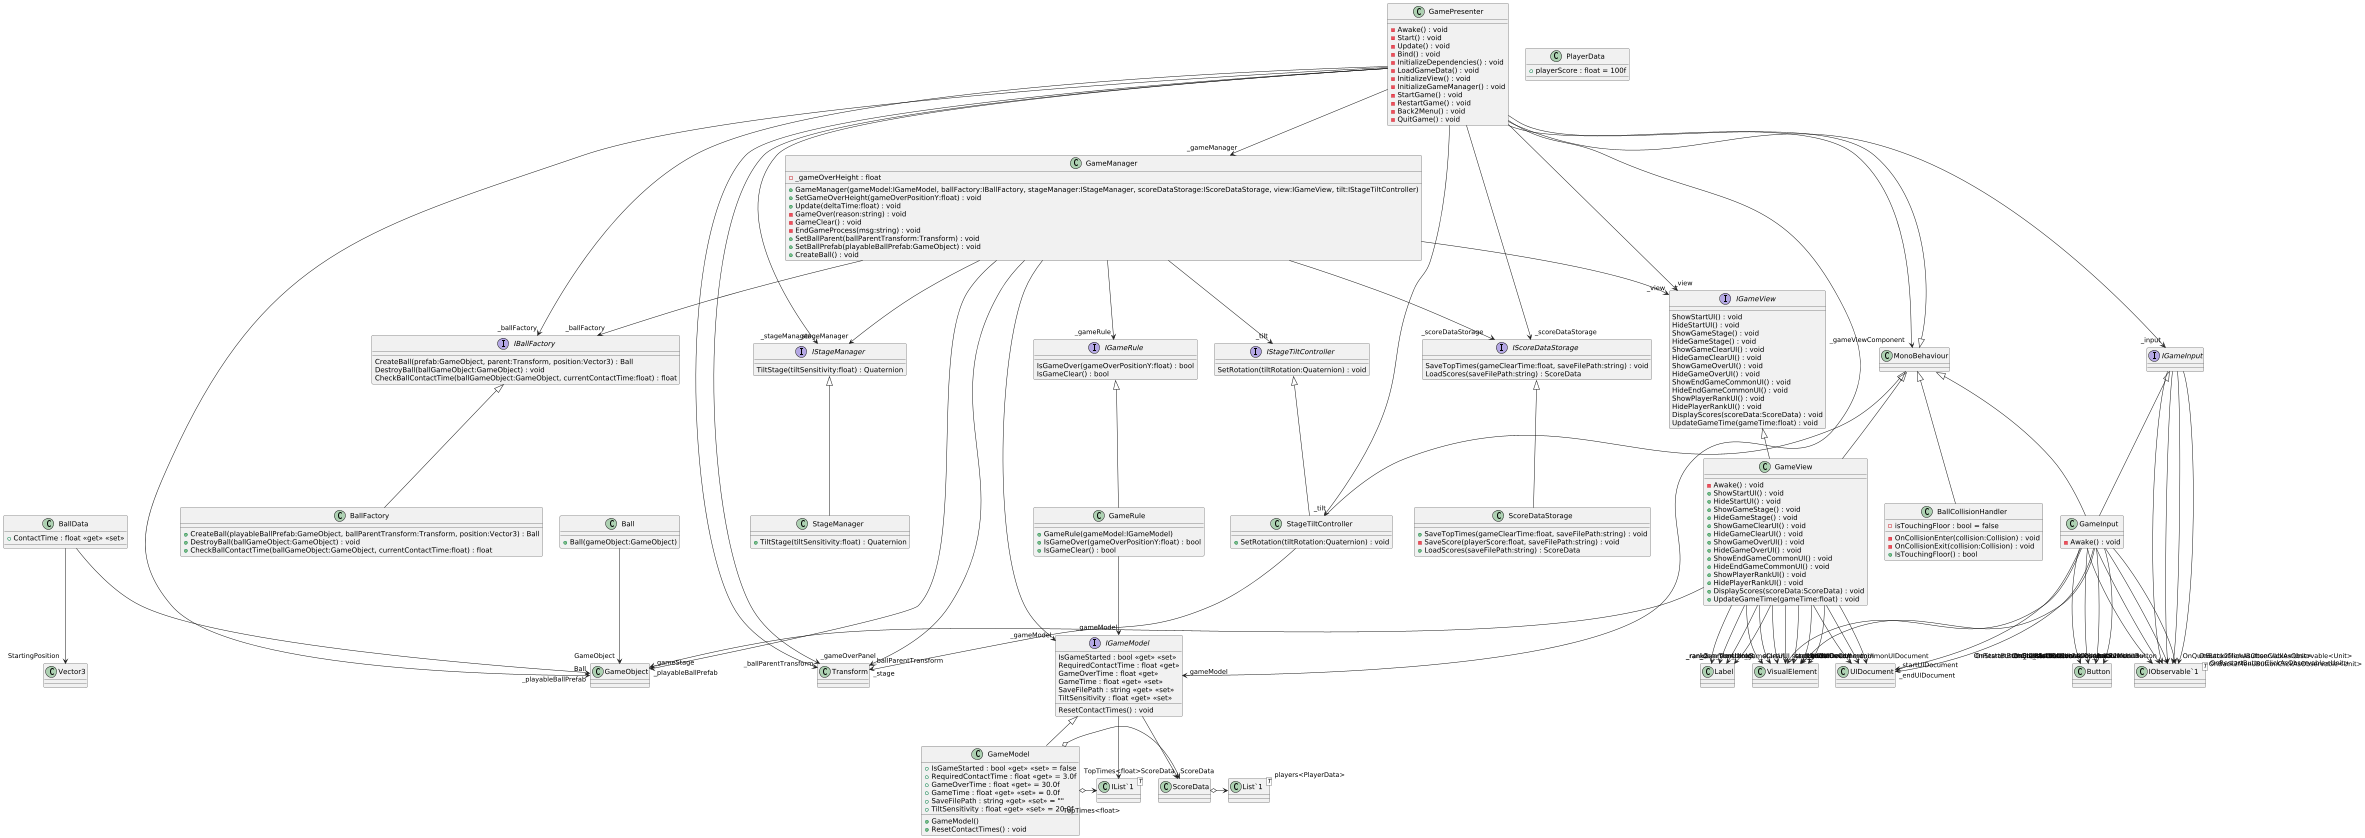 GamePresenter
Awake() : void
Start() : void
Update() : void
Bind() : void
InitializeDependencies() : void
LoadGameData() : void
InitializeView() : void
InitializeGameManager() : void
StartGame() : void
RestartGame() : void
Back2Menu() : void
QuitGame() : void
PlayerData
playerScore : float = 100f
_gameManager
GameManager
_gameOverHeight : float
GameManager(gameModel:IGameModel, ballFactory:IBallFactory, stageManager:IStageManager, scoreDataStorage:IScoreDataStorage, view:IGameView, tilt:IStageTiltController)
SetGameOverHeight(gameOverPositionY:float) : void
Update(deltaTime:float) : void
GameOver(reason:string) : void
GameClear() : void
EndGameProcess(msg:string) : void
SetBallParent(ballParentTransform:Transform) : void
SetBallPrefab(playableBallPrefab:GameObject) : void
CreateBall() : void
_view
_view
IGameView
ShowStartUI() : void
HideStartUI() : void
ShowGameStage() : void
HideGameStage() : void
ShowGameClearUI() : void
HideGameClearUI() : void
ShowGameOverUI() : void
HideGameOverUI() : void
ShowEndGameCommonUI() : void
HideEndGameCommonUI() : void
ShowPlayerRankUI() : void
HidePlayerRankUI() : void
DisplayScores(scoreData:ScoreData) : void
UpdateGameTime(gameTime:float) : void
_ballFactory
_ballFactory
IBallFactory
CreateBall(prefab:GameObject, parent:Transform, position:Vector3) : Ball
DestroyBall(ballGameObject:GameObject) : void
CheckBallContactTime(ballGameObject:GameObject, currentContactTime:float) : float
_stageManager
_stageManager
IStageManager
TiltStage(tiltSensitivity:float) : Quaternion
_gameRule
IGameRule
IsGameOver(gameOverPositionY:float) : bool
IsGameClear() : bool
_tilt
IStageTiltController
SetRotation(tiltRotation:Quaternion) : void
_scoreDataStorage
_scoreDataStorage
IScoreDataStorage
SaveTopTimes(gameClearTime:float, saveFilePath:string) : void
LoadScores(saveFilePath:string) : ScoreData
_gameViewComponent
MonoBehaviour
_input
IGameInput
BallData
ContactTime : float «get» «set»
BallFactory
CreateBall(playableBallPrefab:GameObject, ballParentTransform:Transform, position:Vector3) : Ball
DestroyBall(ballGameObject:GameObject) : void
CheckBallContactTime(ballGameObject:GameObject, currentContactTime:float) : float
Ball
Ball(gameObject:GameObject)
StageManager
TiltStage(tiltSensitivity:float) : Quaternion
GameRule
GameRule(gameModel:IGameModel)
IsGameOver(gameOverPositionY:float) : bool
IsGameClear() : bool
_tilt
StageTiltController
SetRotation(tiltRotation:Quaternion) : void
ScoreDataStorage
SaveTopTimes(gameClearTime:float, saveFilePath:string) : void
SaveScore(playerScore:float, saveFilePath:string) : void
LoadScores(saveFilePath:string) : ScoreData
GameView
Awake() : void
ShowStartUI() : void
HideStartUI() : void
ShowGameStage() : void
HideGameStage() : void
ShowGameClearUI() : void
HideGameClearUI() : void
ShowGameOverUI() : void
HideGameOverUI() : void
ShowEndGameCommonUI() : void
HideEndGameCommonUI() : void
ShowPlayerRankUI() : void
HidePlayerRankUI() : void
DisplayScores(scoreData:ScoreData) : void
UpdateGameTime(gameTime:float) : void
BallCollisionHandler
isTouchingFloor : bool = false
OnCollisionEnter(collision:Collision) : void
OnCollisionExit(collision:Collision) : void
IsTouchingFloor() : bool
GameInput
Awake() : void
StartingPosition
Vector3
GameObject
Ball
_playableBallPrefab
GameObject
_gameStage
_playableBallPrefab
_ballParentTransform
_gameOverPanel
Transform
_ballParentTransform
_stage
_gameModel
_gameModel
IGameModel
IsGameStarted : bool «get» «set»
RequiredContactTime : float «get»
GameOverTime : float «get»
GameTime : float «get» «set»
SaveFilePath : string «get» «set»
TiltSensitivity : float «get» «set»
ResetContactTimes() : void
_gameModel
Label
VisualElement
UIDocument
_startUIDocument
_endUIDocument
Button
IObservable`1
T
GameModel
IsGameStarted : bool «get» «set» = false
RequiredContactTime : float «get» = 3.0f
GameOverTime : float «get» = 30.0f
GameTime : float «get» «set» = 0.0f
SaveFilePath : string «get» «set» = ""
TiltSensitivity : float «get» «set» = 20.0f
GameModel()
ResetContactTimes() : void
TopTimes<float>
ScoreData
ScoreData
IList`1
T
TopTimes<float>
ScoreData
players<PlayerData>
List`1
T